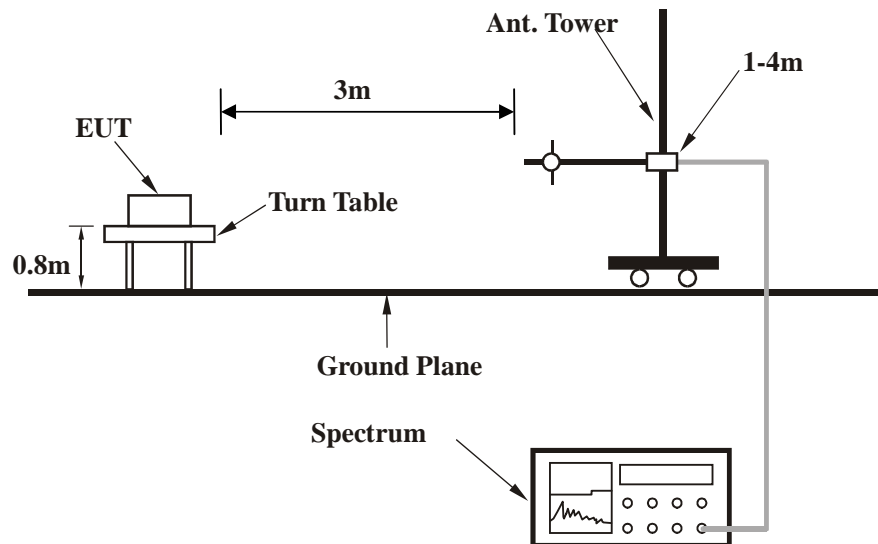 Ant. Tower
1-4m
3m
EUT
Turn Table
0.8m
Ground Plane
Spectrum